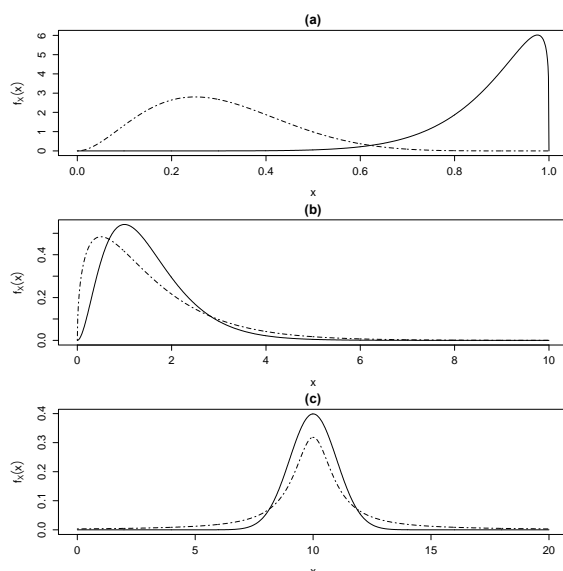 (a)
f_X(x)
0 1 2 3 4 5 6
0.0 0.2 0.4 0.6 0.8 1.0
x
(b)
f_X(x)
0.0 0.2 0.4
0 2 4 6 8 10
x
(c)
f_X(x)
0.0 0.1 0.2 0.3 0.4
0 5 10 15 20
x